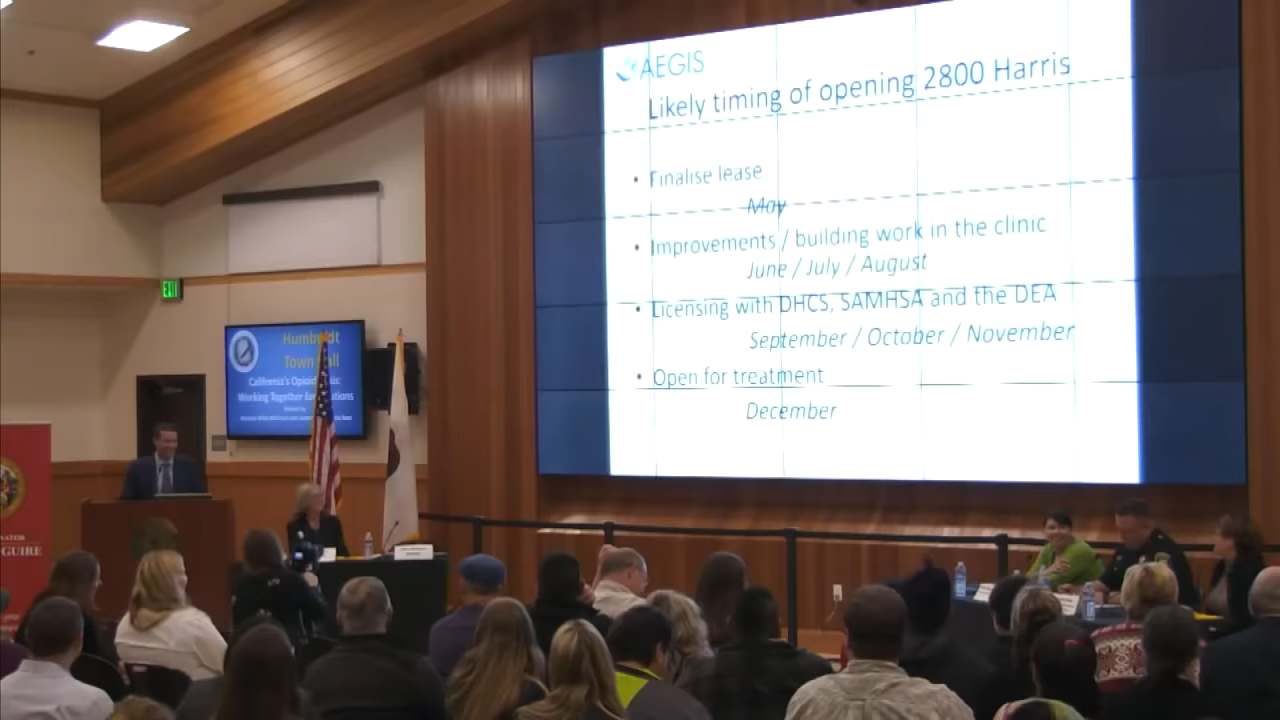 AEGIS
Likely timing of opening 2800 Harris
• Finalise lease
May
• Improvements / building work in the clinic
June / July / August
• Licensing with DHCS, SAMHSA and the DEA
September / October / November
• Open for treatment
December
EXIT
Humboldt
Town Hall
California's Opioid
Working Together for Solutions
GUIRE